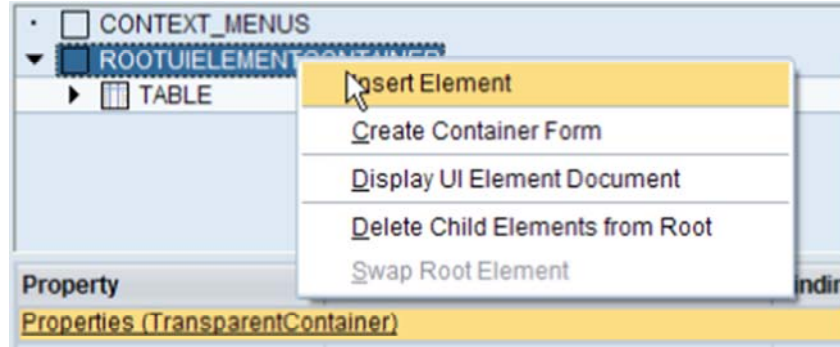 CONTEXT_MENUS
ROOTUIELEMENTCONTAINER
TABLE
Insert Element
Create Container Form
Display UI Element Document
Delete Child Elements from Root
Swap Root Element
Property
Properties (TransparentContainer)